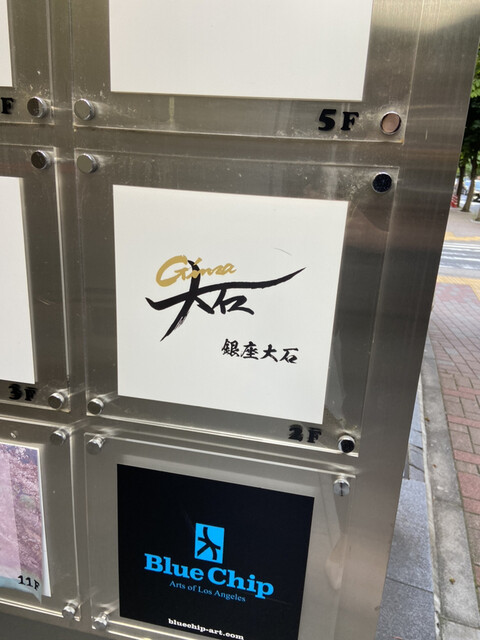 F
5F
Ginza
大石
銀座大石
3F
2F
11F
Blue Chip
Arts of Los Angeles
bluechip-art.com